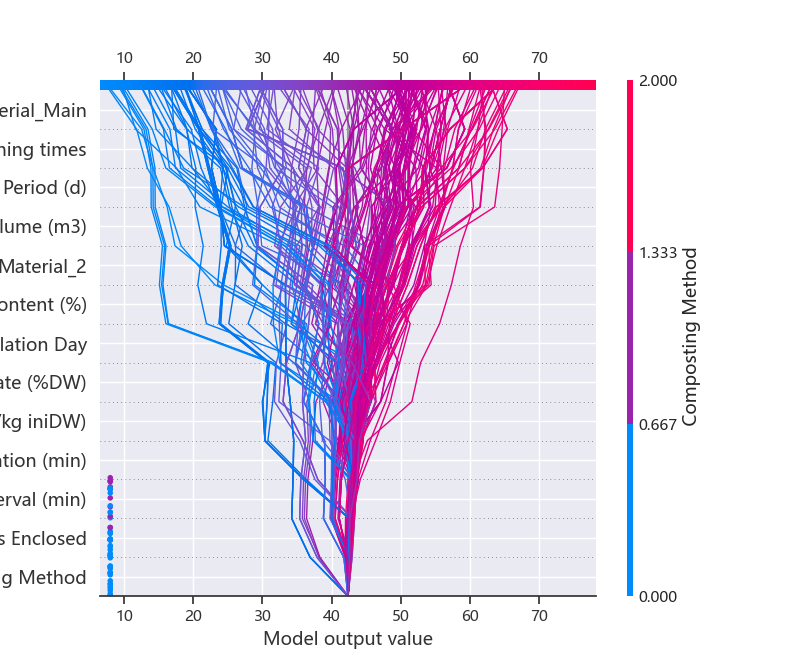 10 20 30 40 50 60 70
erial_Main
ning times
Period (d)
lume (m3)
Material_2
ontent (%)
lation Day
ate (%DW)
/kg iniDW)
ation (min)
erval (min)
s Enclosed
g Method
10 20 30 40 50 60 70
Model output value
2.000
1.333
0.667
0.000
Composting Method